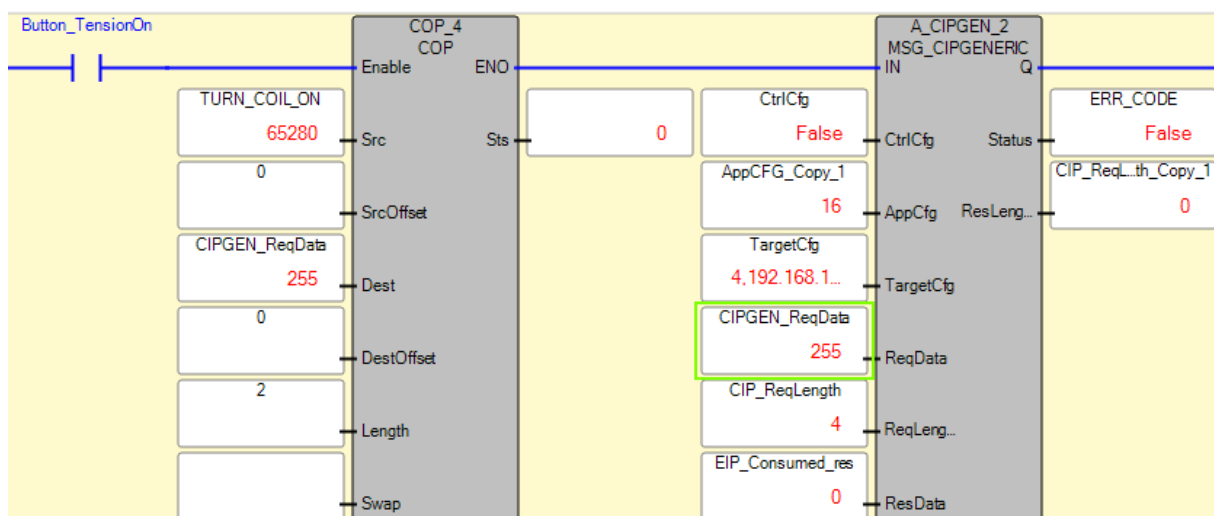 Button_TensionOn
COP_4
COP
Enable ENO
TURN_COIL_ON
65280
Src
Sts
0
0
SrcOffset
CIPGEN_ReqData
255
Dest
0
DestOffset
2
Length
Swap
A_CIPGEN_2
MSG_CIPGENERIC
IN Q
CtrlCfg
False
CtrlCfg
Status
ERR_CODE
False
AppCFG_Copy_1
16
AppCfg
ResLeng...
CIP_ReqL...th_Copy_1
0
TargetCfg
4,192.168.1...
TargetCfg
CIPGEN_ReqData
255
ReqData
CIP_ReqLength
4
ReqLeng...
EIP_Consumed_res
0
ResData